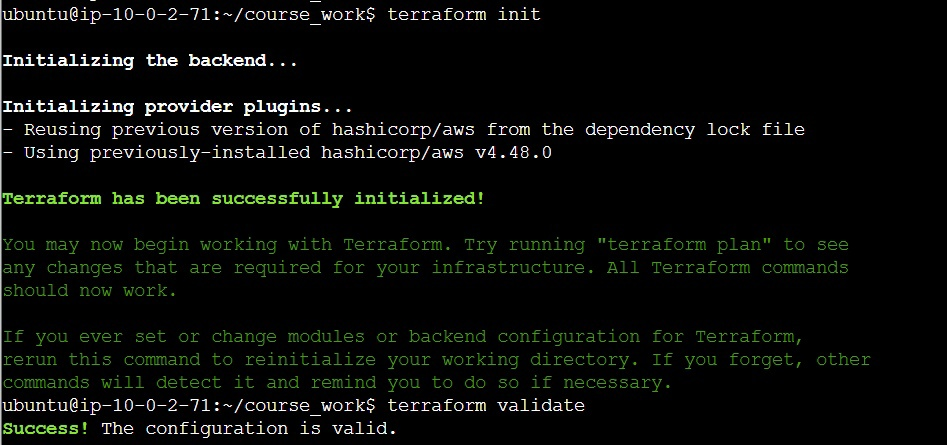 ubuntu@ip-10-0-2-71:~/course_work$ terraform init
Initializing the backend...
Initializing provider plugins...
- Reusing previous version of hashicorp/aws from the dependency lock file
- Using previously-installed hashicorp/aws v4.48.0
Terraform has been successfully initialized!
You may now begin working with Terraform. Try running "terraform plan" to see
any changes that are required for your infrastructure. All Terraform commands
should now work.
If you ever set or change modules or backend configuration for Terraform,
rerun this command to reinitialize your working directory. If you forget, other
commands will detect it and remind you to do so if necessary.
ubuntu@ip-10-0-2-71:~/course_work$ terraform validate
Success! The configuration is valid.